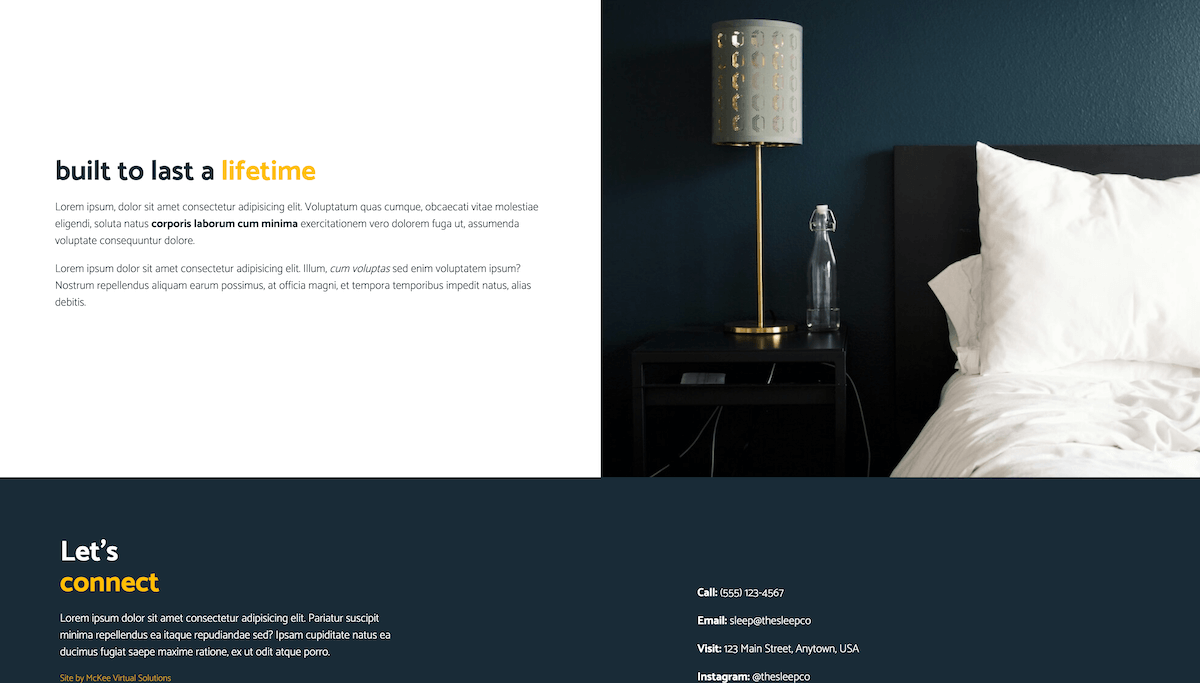 built to last a lifetime
Lorem ipsum, dolor sit amet consectetur adipisicing elit. Voluptatum quas cumque, obcaecati vitae molestiae
eligendi, soluta natus corporis laborum cum minima exercitationem vero dolorem fuga ut, assumenda
voluptate consequuntur dolore.
Lorem ipsum dolor sit amet consectetur adipisicing elit. Illum, cum voluptas sed enim voluptatem ipsum?
Nostrum repellendus aliquam earum possimus, at officia magni, et tempora temporibus impedit natus, alias
debitis.
Let's
connect
Lorem ipsum dolor sit amet consectetur adipisicing elit. Pariatur suscipit
minima repellendus ea itaque repudiandae sed? Ipsam cupiditate natus ea
ducimus fugiat saepe maxime ratione, ex ut odit atque porro.
Site by McKee Virtual Solutions
Call: (555) 123-4567
Email: sleep@thesleepco
Visit: 123 Main Street, Anytown, USA
Instagram: @thesleepco